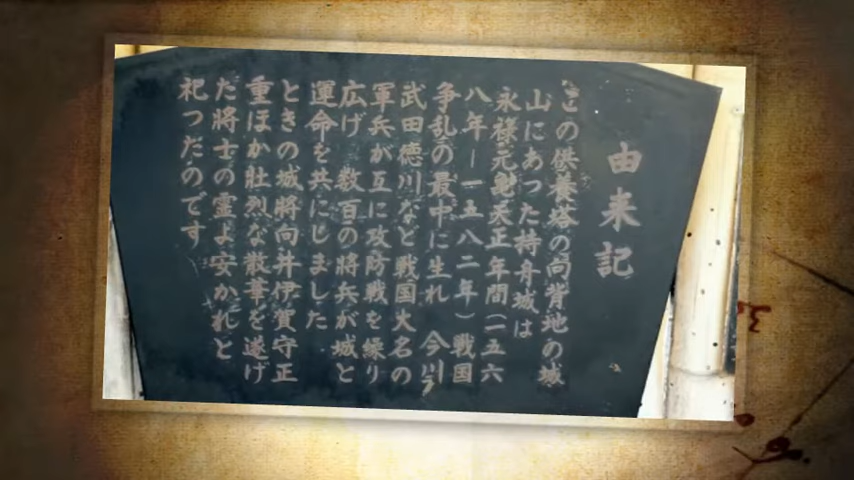 由来記
この供養塔の向背地の城
山にあった持舟城は
永禄元亀天正年間(一五六
八年―一五八二年)戦国
争乱の最中に生れ 今川
武田徳川など戦国大名の
軍兵が互に攻防戦を繰り
広げ 数百の将兵が城と
運命を共にしました
ときの城将向井伊賀守正
重ほか壮烈な散華を遂げ
た将士の霊よ安かれと
祀ったのです